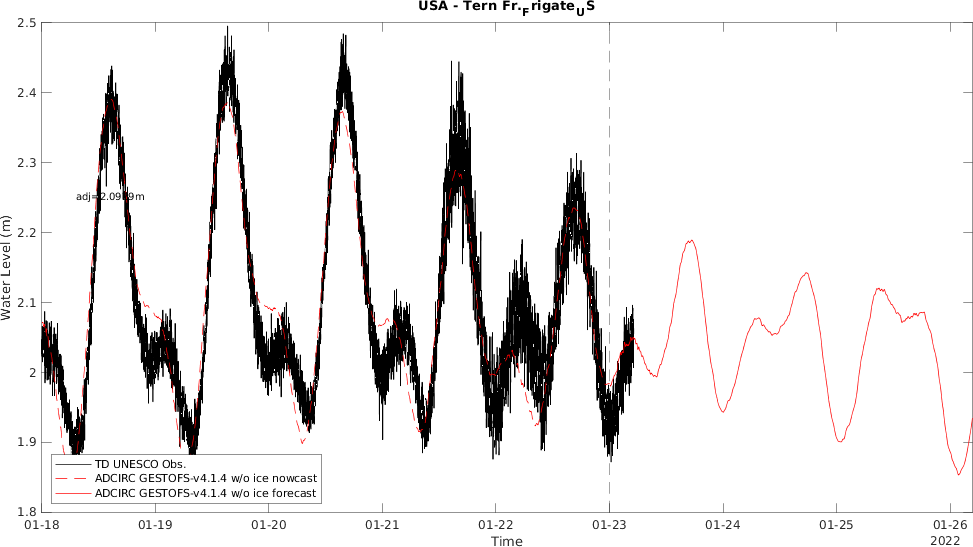 USA - Tern Fr.FrigateUS
2.5
2.4
2.3
2.2
2.1
2
1.9
1.8
Water Level (m)
TD UNESCO Obs.
ADCIRC GESTOFS-v4.1.4 w/o ice nowcast
ADCIRC GESTOFS-v4.1.4 w/o ice forecast
01-18 01-19 01-20 01-21 01-22 01-23 01-24 01-25 01-26
Time 2022